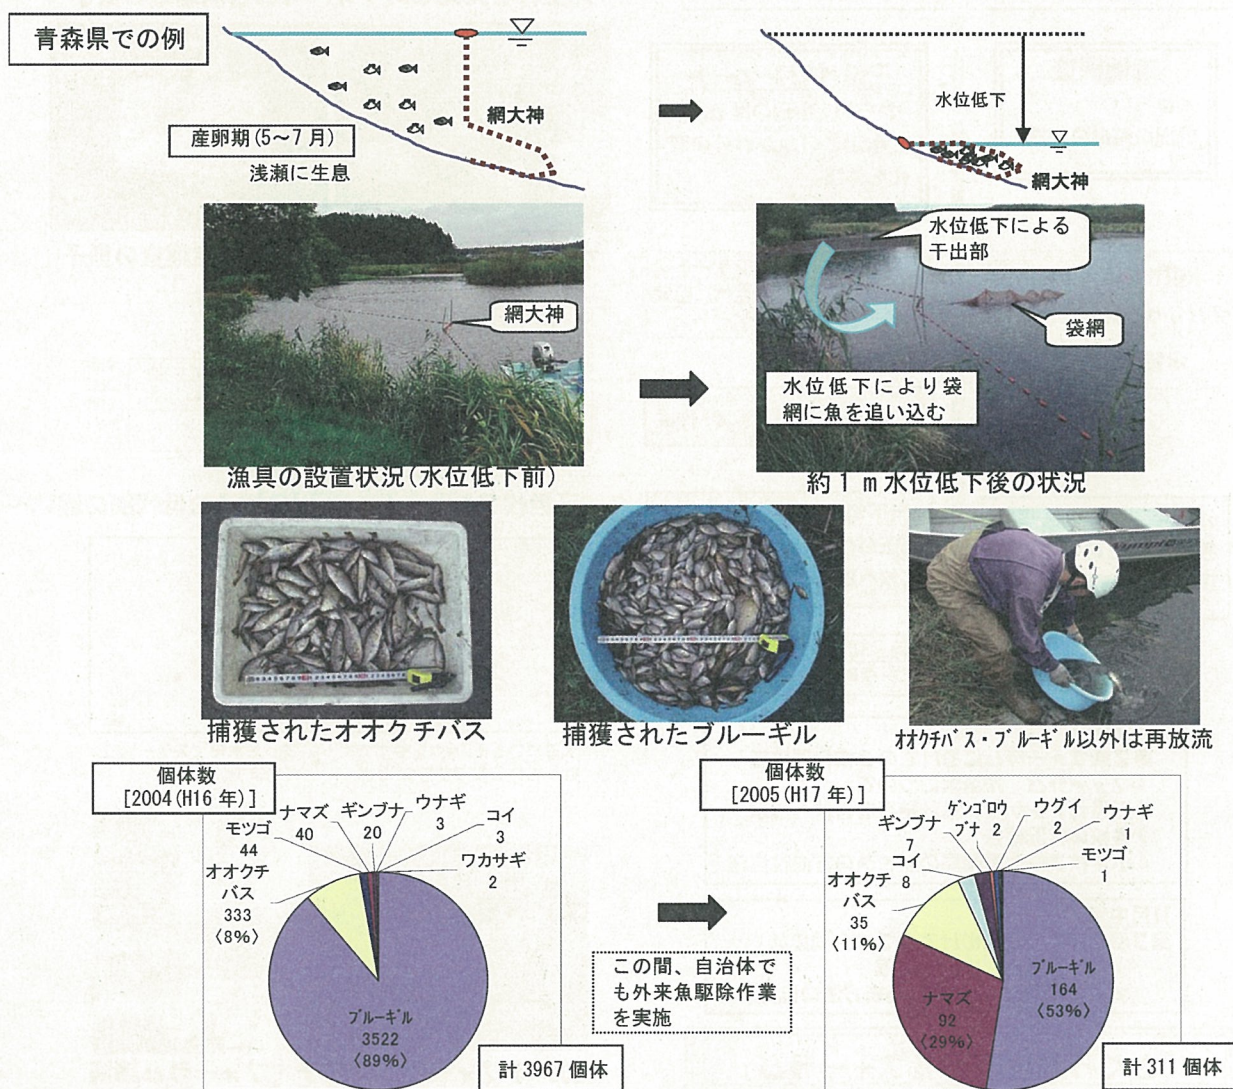 青森県での例
網大神
産卵期(5～7月)
浅瀬に生息
水位低下
網大神
網大神
水位低下による
干出部
袋網
水位低下により袋
網に魚を追い込む
漁具の設置状況(水位低下前)
約1m水位低下後の状況
捕獲されたオオクチバス
捕獲されたブルーギル
オオクチバス・ブルーギル以外は再放流
個体数
[2004(H16年)]
ナマズ
40
ギンブナ
20
ウナギ
3
コイ
3
ワカサギ
2
モツゴ
44
オオクチ
バス
333
〈8%〉
ブルーギル
3522
〈89%〉
計3967個体
この間、自治体で
も外来魚駆除作業
を実施
個体数
[2005(H17年)]
ギンブナ
7
ゲンゴロウ
ブナ 2
ウグイ
2
ウナギ
1
モツゴ
1
コイ
8
オオクチ
バス
35
〈11%〉
ブルーギル
164
〈53%〉
ナマズ
92
〈29%〉
計311個体